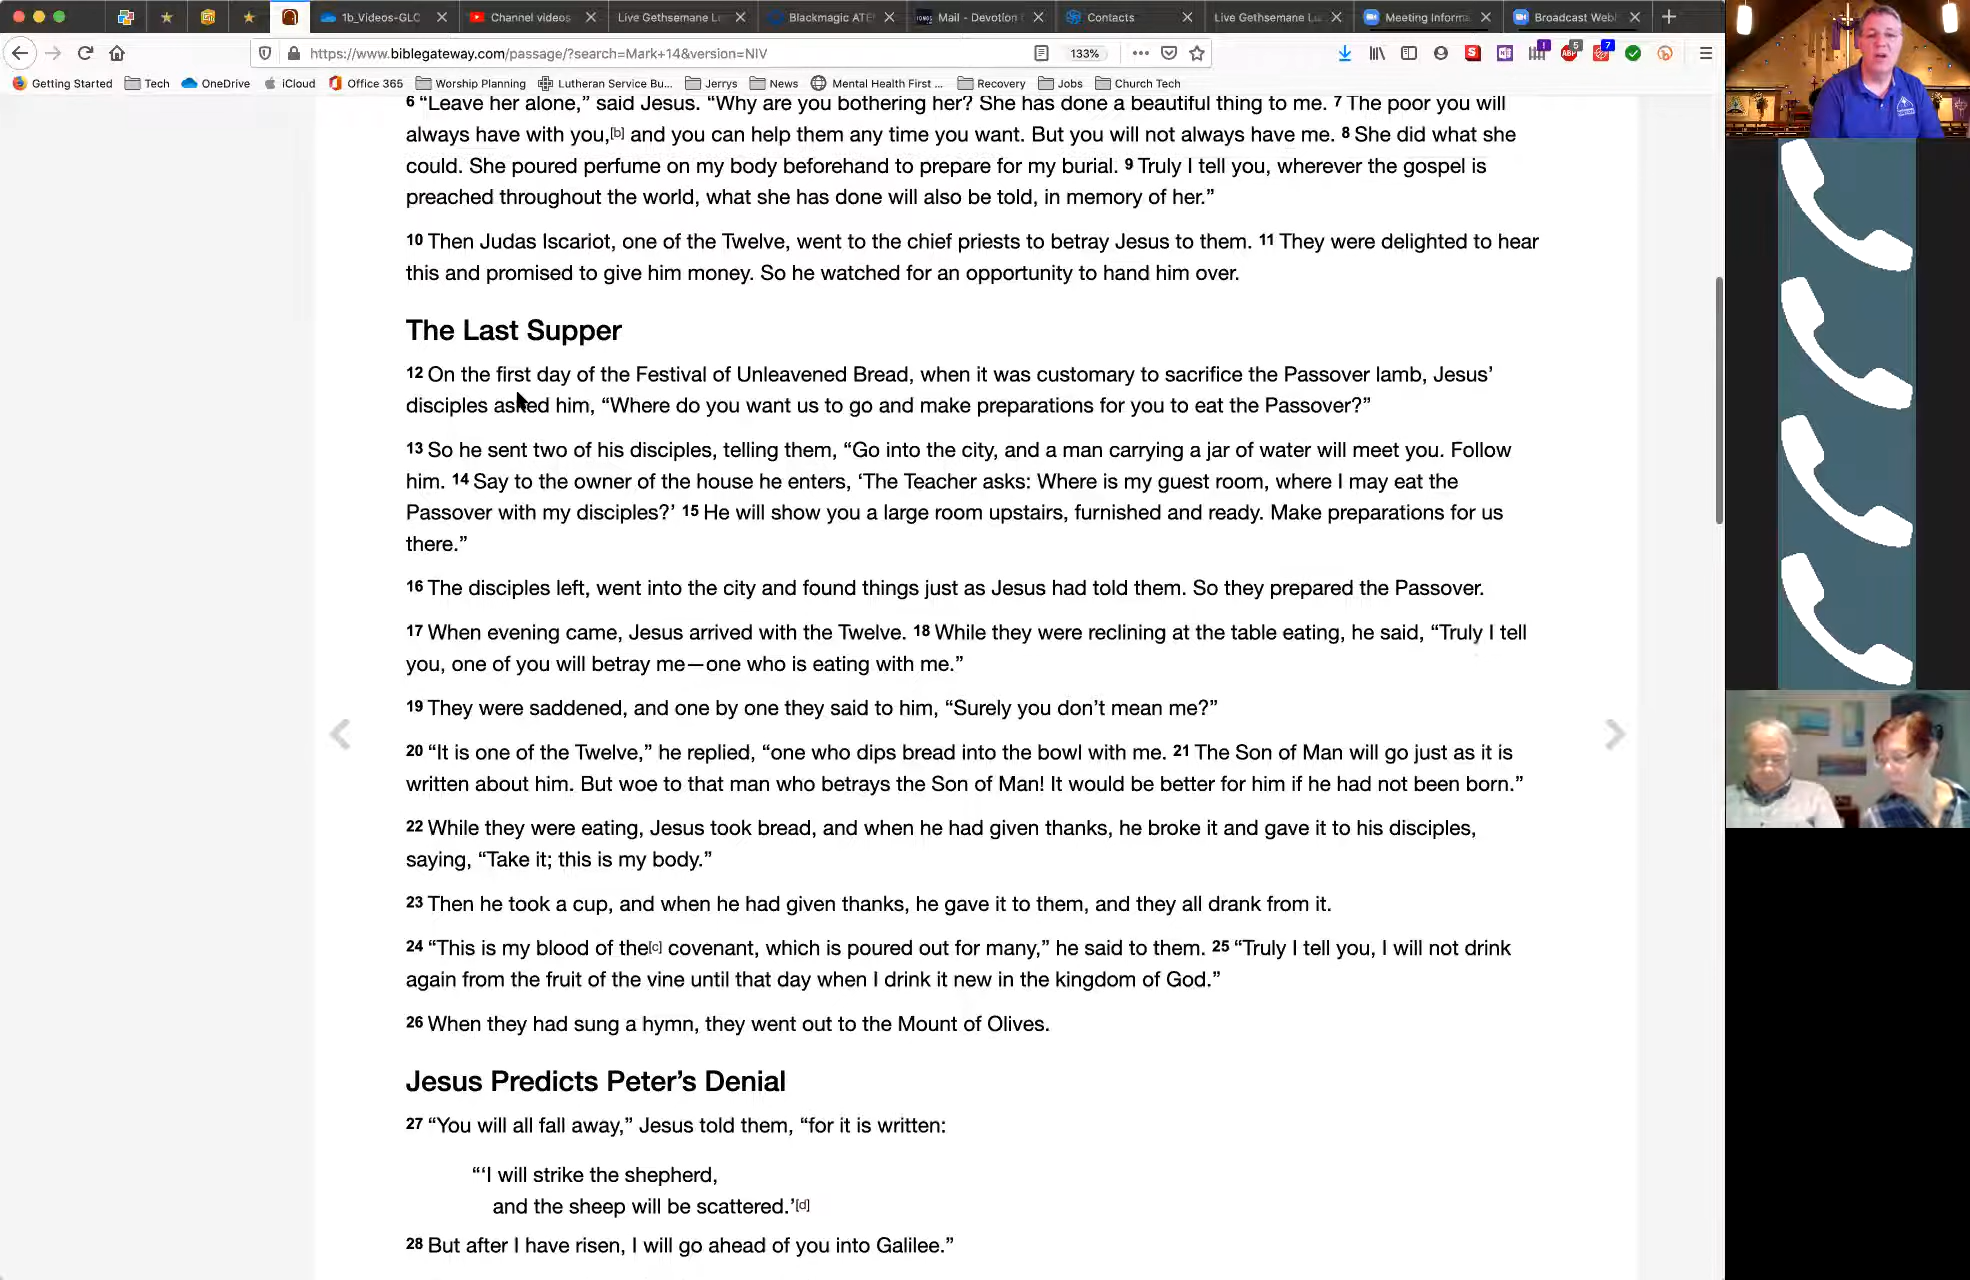 1b_Videos-GLC
Channel videos
Live Gethsemane L
Blackmagic ATE
IONOS
Mail - Devotion
Contacts
Live Gethsemane Lu
Meeting Informa
Broadcast Webi
https://www.biblegateway.com/passage/?search=Mark+14&version=NIV
133%
Getting Started Tech OneDrive iCloud Office 365 Worship Planning Lutheran Service Bu... Jerrys News Mental Health First ... Recovery Jobs Church Tech
6 “Leave her alone,” said Jesus. “Why are you bothering her? She has done a beautiful thing to me. 7 The poor you will
always have with you,[b] and you can help them any time you want. But you will not always have me. 8 She did what she
could. She poured perfume on my body beforehand to prepare for my burial. 9 Truly I tell you, wherever the gospel is
preached throughout the world, what she has done will also be told, in memory of her.”
10 Then Judas Iscariot, one of the Twelve, went to the chief priests to betray Jesus to them. 11 They were delighted to hear
this and promised to give him money. So he watched for an opportunity to hand him over.
The Last Supper
12 On the first day of the Festival of Unleavened Bread, when it was customary to sacrifice the Passover lamb, Jesus’
disciples asked him, “Where do you want us to go and make preparations for you to eat the Passover?”
13 So he sent two of his disciples, telling them, “Go into the city, and a man carrying a jar of water will meet you. Follow
him. 14 Say to the owner of the house he enters, ‘The Teacher asks: Where is my guest room, where I may eat the
Passover with my disciples?’ 15 He will show you a large room upstairs, furnished and ready. Make preparations for us
there.”
16 The disciples left, went into the city and found things just as Jesus had told them. So they prepared the Passover.
17 When evening came, Jesus arrived with the Twelve. 18 While they were reclining at the table eating, he said, “Truly I tell
you, one of you will betray me—one who is eating with me.”
19 They were saddened, and one by one they said to him, “Surely you don’t mean me?”
20 “It is one of the Twelve,” he replied, “one who dips bread into the bowl with me. 21 The Son of Man will go just as it is
written about him. But woe to that man who betrays the Son of Man! It would be better for him if he had not been born.”
22 While they were eating, Jesus took bread, and when he had given thanks, he broke it and gave it to his disciples,
saying, “Take it; this is my body.”
23 Then he took a cup, and when he had given thanks, he gave it to them, and they all drank from it.
24 “This is my blood of the[c] covenant, which is poured out for many,” he said to them. 25 “Truly I tell you, I will not drink
again from the fruit of the vine until that day when I drink it new in the kingdom of God.”
26 When they had sung a hymn, they went out to the Mount of Olives.
Jesus Predicts Peter’s Denial
27 “You will all fall away,” Jesus told them, “for it is written:
“‘I will strike the shepherd,
and the sheep will be scattered.’[d]
28 But after I have risen, I will go ahead of you into Galilee.”